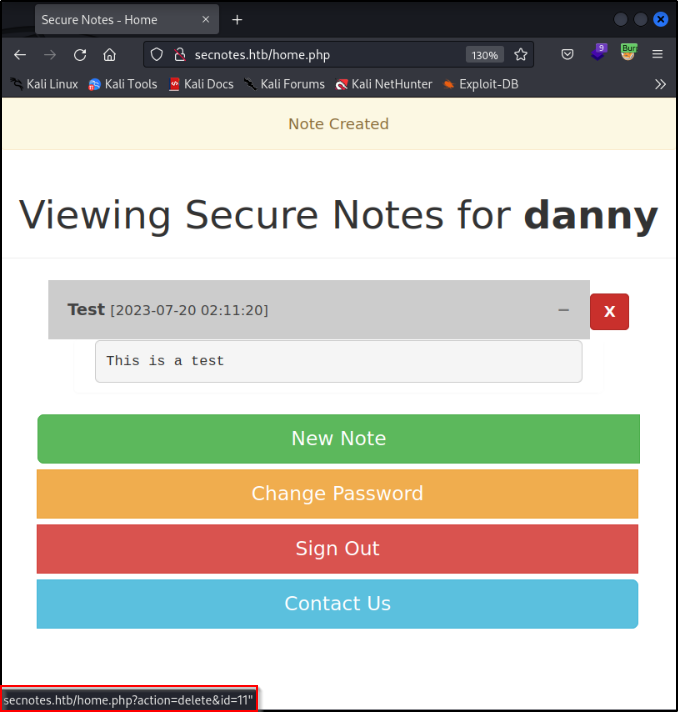 Secure Notes - Home
secnotes.htb/home.php
130%
9
Bur
Kali Linux Kali Tools Kali Docs Kali Forums Kali NetHunter Exploit-DB
Note Created
Viewing Secure Notes for danny
Test [2023-07-20 02:11:20]
X
This is a test
New Note
Change Password
Sign Out
Contact Us
secnotes.htb/home.php?action=delete&id=11"